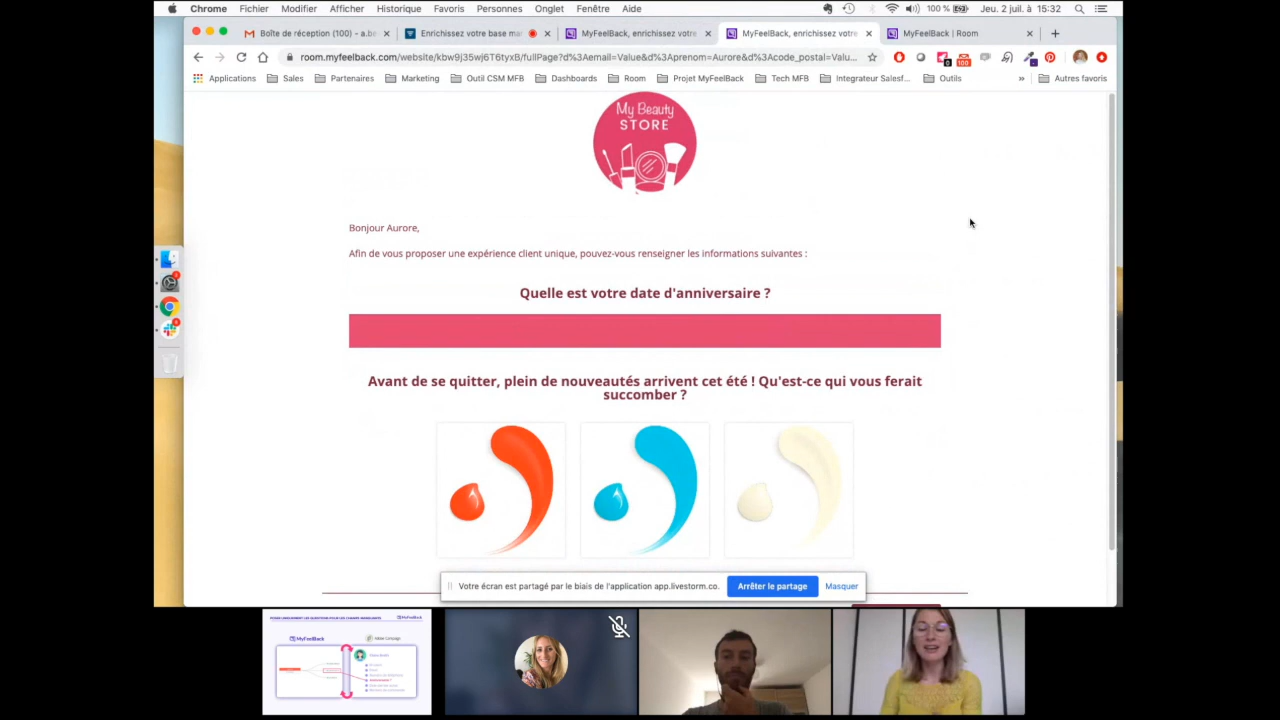 Chrome Fichier Modifier Afficher Historique Favoris Personnes Onglet Fenêtre Aide 100 % Jeu. 2 juil. à 15:32
Boîte de réception (100) - a.be
Enrichissez votre base ma
MyFeelBack, enrichissez votre
MyFeelBack, enrichissez votre
MyFeelBack | Room
room.myfeelback.com/website/kbw9j35wj6T6tyxB/fullPage?d%3Aemail=Value&d%3Aprenom=Aurore&d%3Acode_postal=Valu...
Applications Sales Partenaires Marketing Outil CSM MFB Dashboards Room Projet MyFeelBack Tech MFB Integrateur Salesf... Outils » Autres favoris
My Beauty
STORE
Bonjour Aurore,
Afin de vous proposer une expérience client unique, pouvez-vous renseigner les informations suivantes :
Quelle est votre date d'anniversaire ?
Avant de se quitter, plein de nouveautés arrivent cet été ! Qu'est-ce qui vous ferait
succomber ?
Votre écran est partagé par le biais de l'application app.livestorm.co.
Arrêter le partage
Masquer
MyFeelBack
MyFeelBack